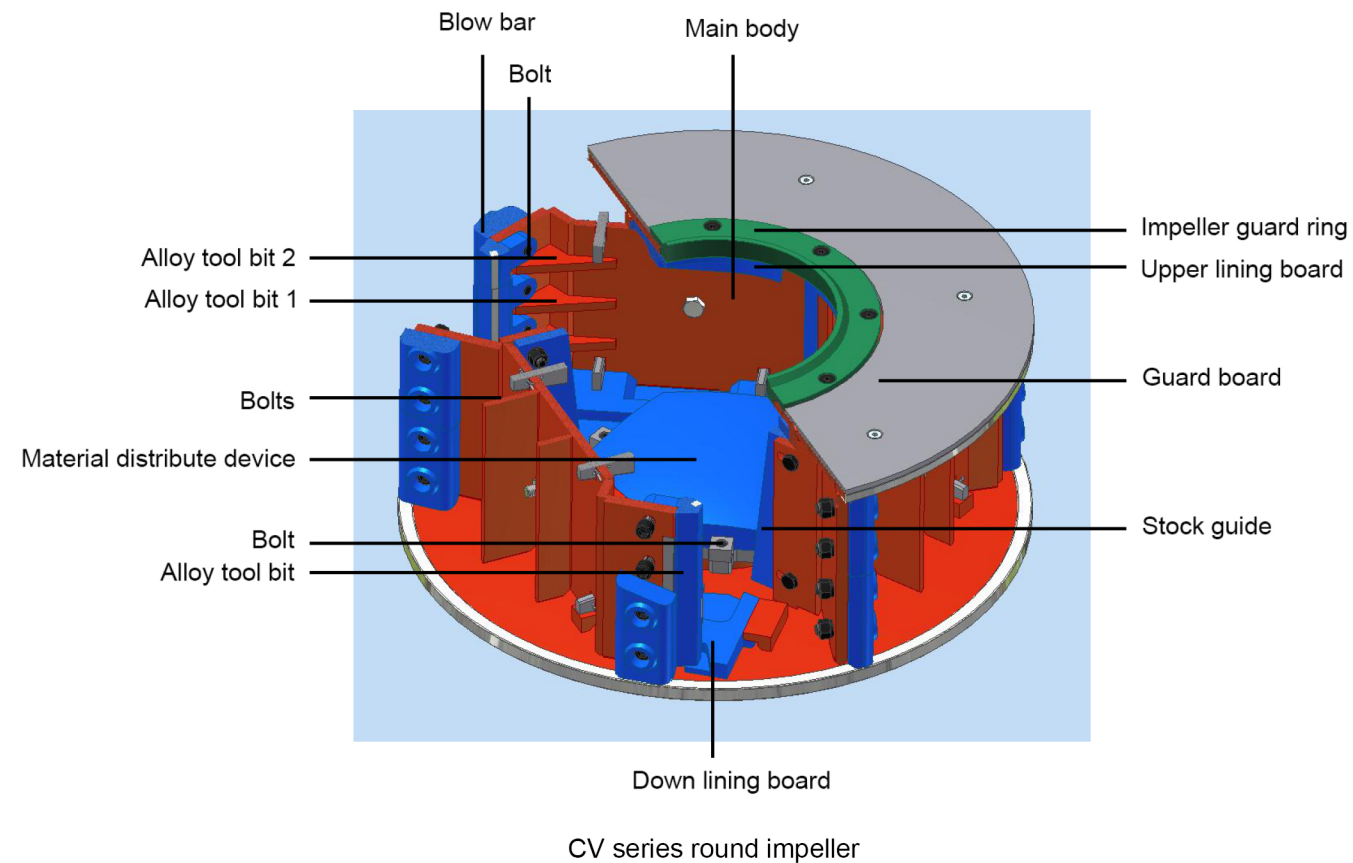 Blow bar
Main body
Bolt
Impeller guard ring
Alloy tool bit 2
Upper lining board
Alloy tool bit 1
Guard board
Bolts
Material distribute device
Stock guide
Bolt
Alloy tool bit
Down lining board
CV series round impeller